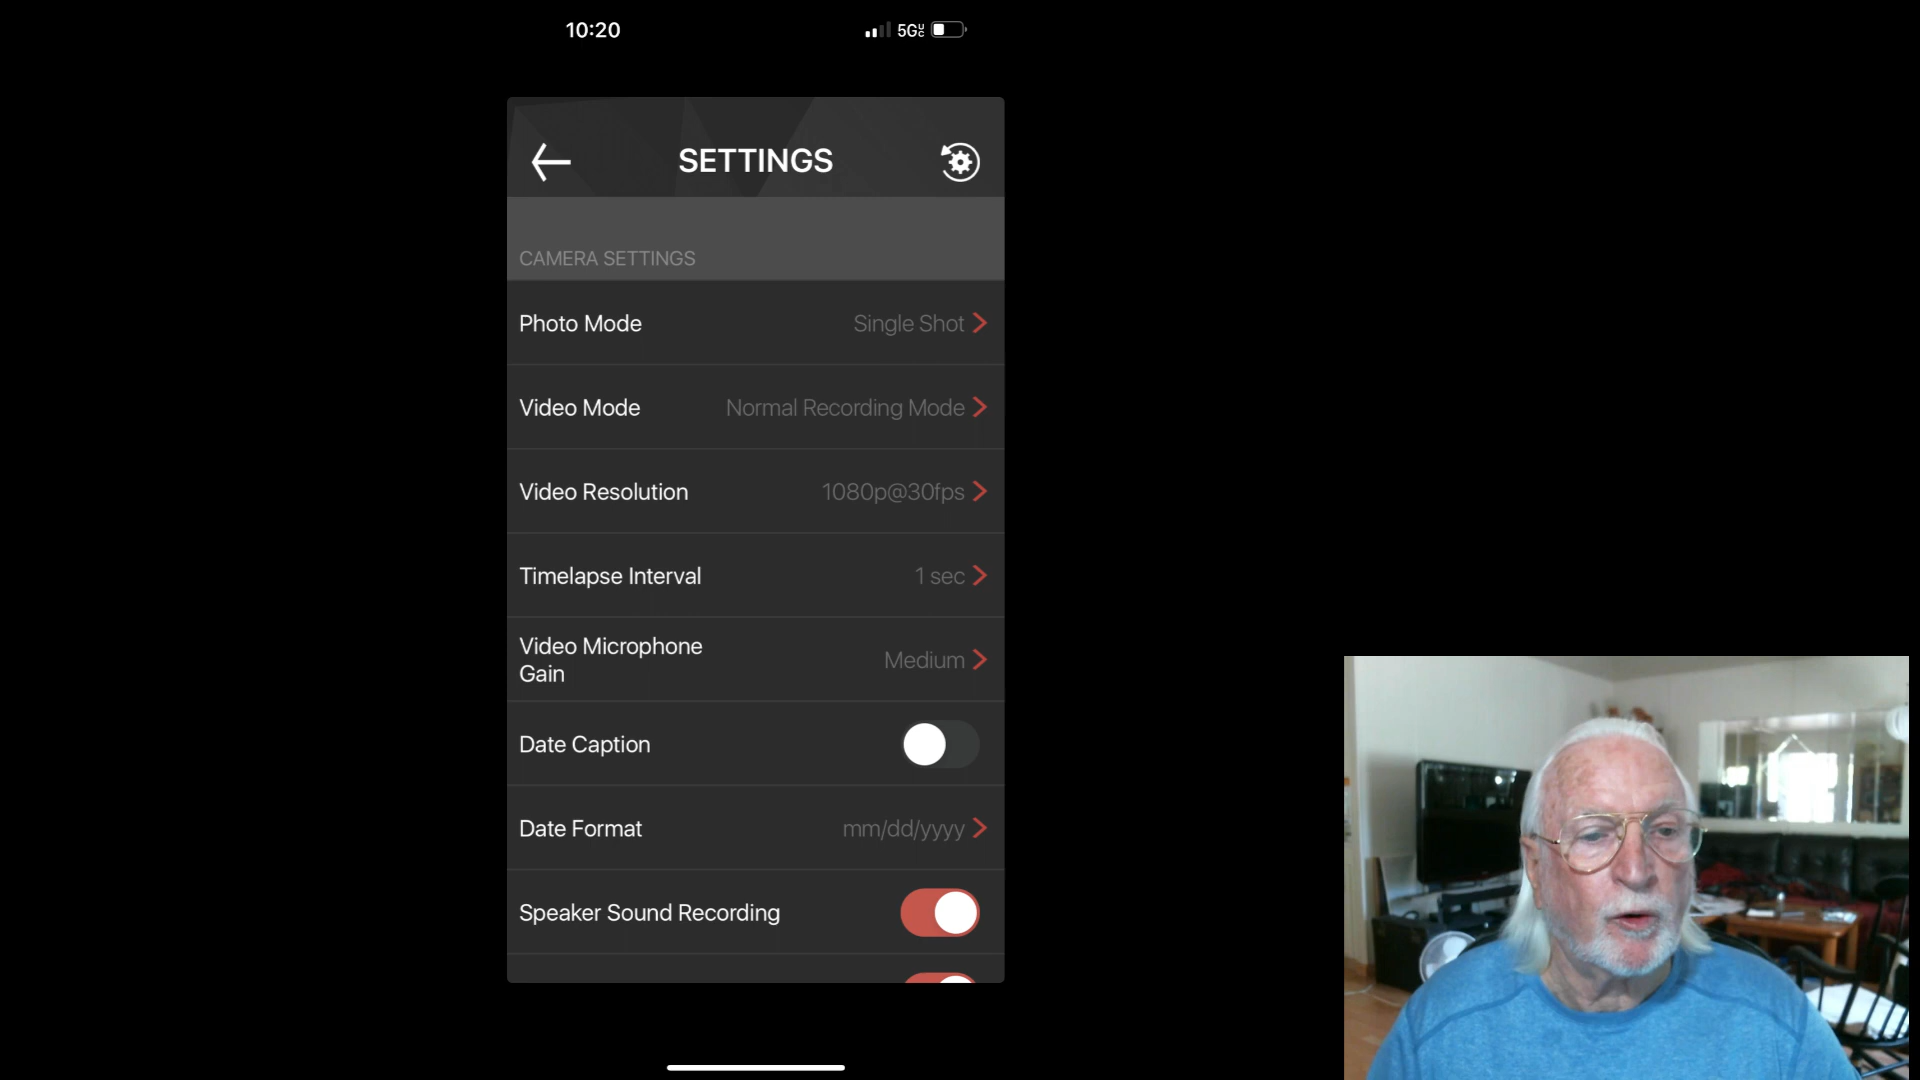 10:20
5G UC
SETTINGS
CAMERA SETTINGS
Photo Mode Single Shot
Video Mode Normal Recording Mode
Video Resolution 1080p@30fps
Timelapse Interval 1 sec
Video Microphone
Gain
Medium
Date Caption
Date Format mm/dd/yyyy
Speaker Sound Recording